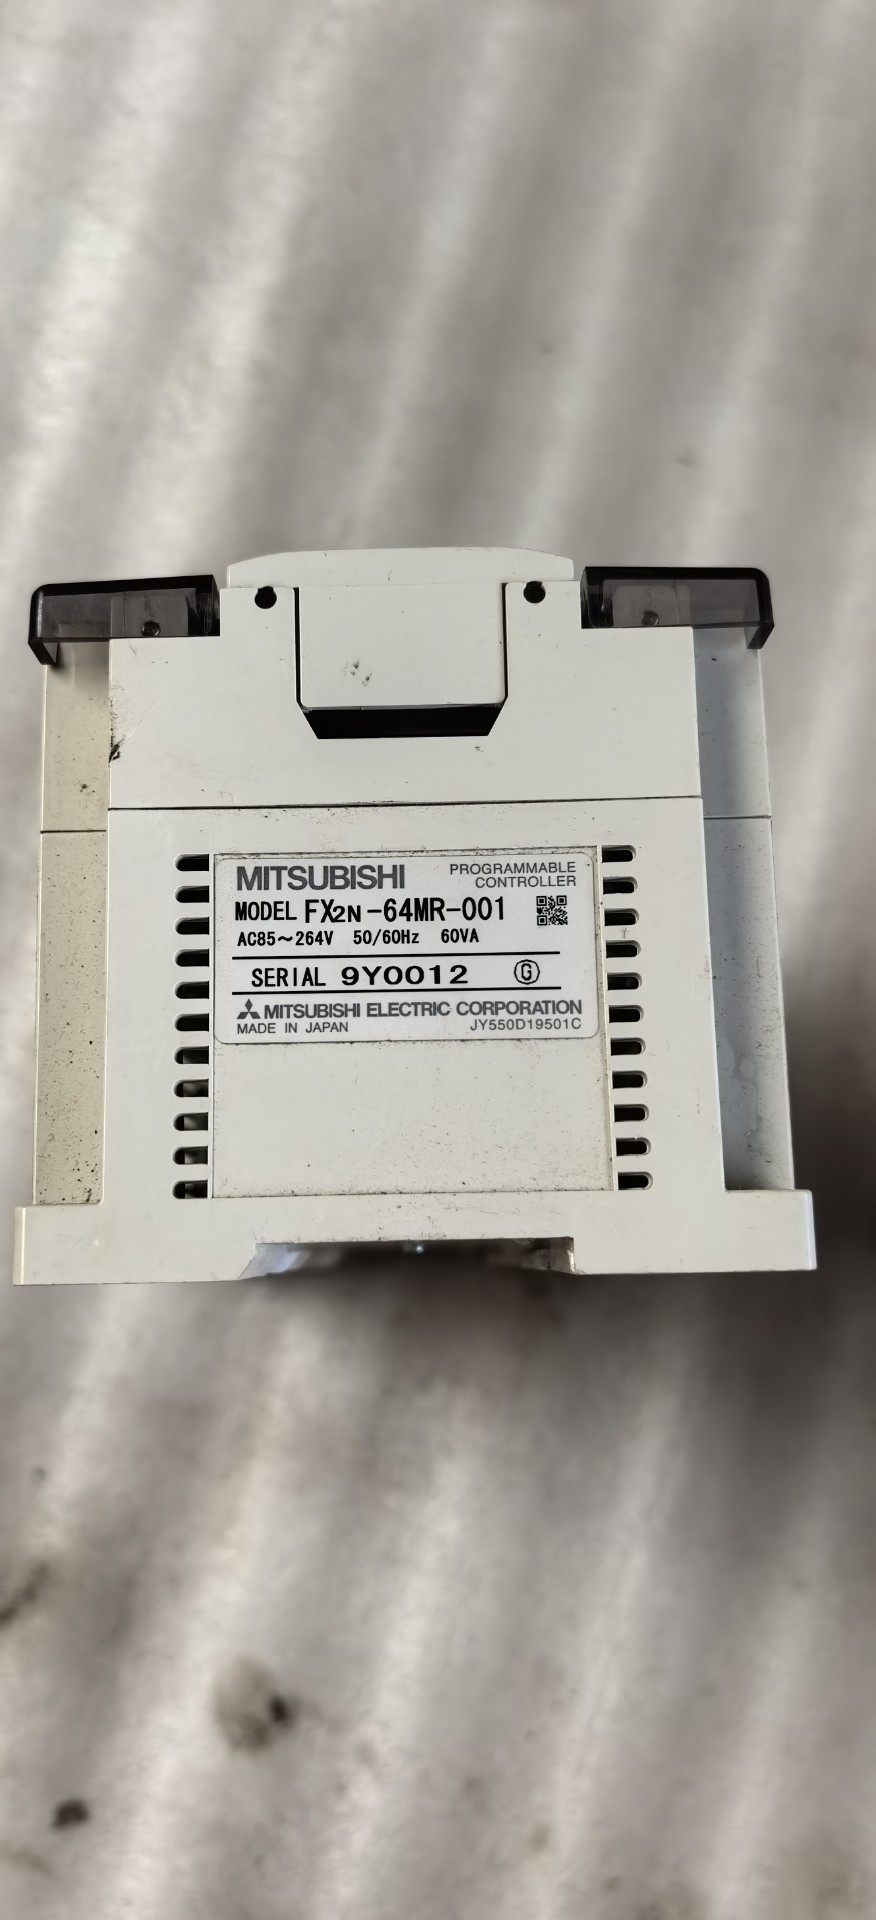 MITSUBISHI PROGRAMMABLE CONTROLLER
MODEL FX2N-64MR-001
AC85~264V 50/60Hz 60VA
SERIAL 9Y0012 G
MITSUBISHI ELECTRIC CORPORATION
MADE IN JAPAN JY550D19501C